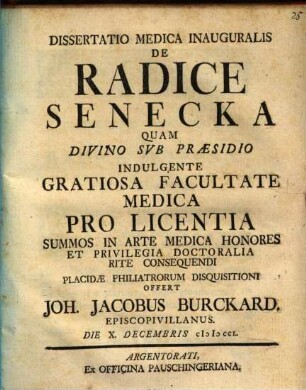 25
DISSERTATIO MEDICA INAUGURALIS
DE
RADICE
SENECKA
QUAM
DIVINO SVB PRÆSIDIO
INDULGENTE
GRATIOSA FACULTATE
MEDICA
PRO LICENTIA
SUMMOS IN ARTE MEDICA HONORES
ET PRIVILEGIA DOCTORALIA
RITE CONSEQUENDI
PLACIDÆ PHILIATRORUM DISQUISITIONI
OFFERT
JOH. JACOBUS BURCKARD.
EPISCOPIVILLANUS.
DIE X. DECEMBRIS cIɔIɔccL.
ARGENTORATI,
EX OFFICINA PAUSCHINGERIANA.